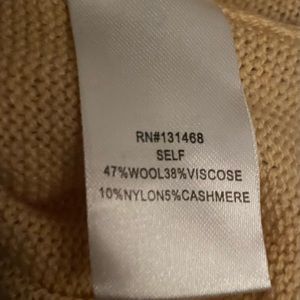 RN#131468
SELF
47%WOOL38%VISCOSE
10%NYLON5%CASHMERE